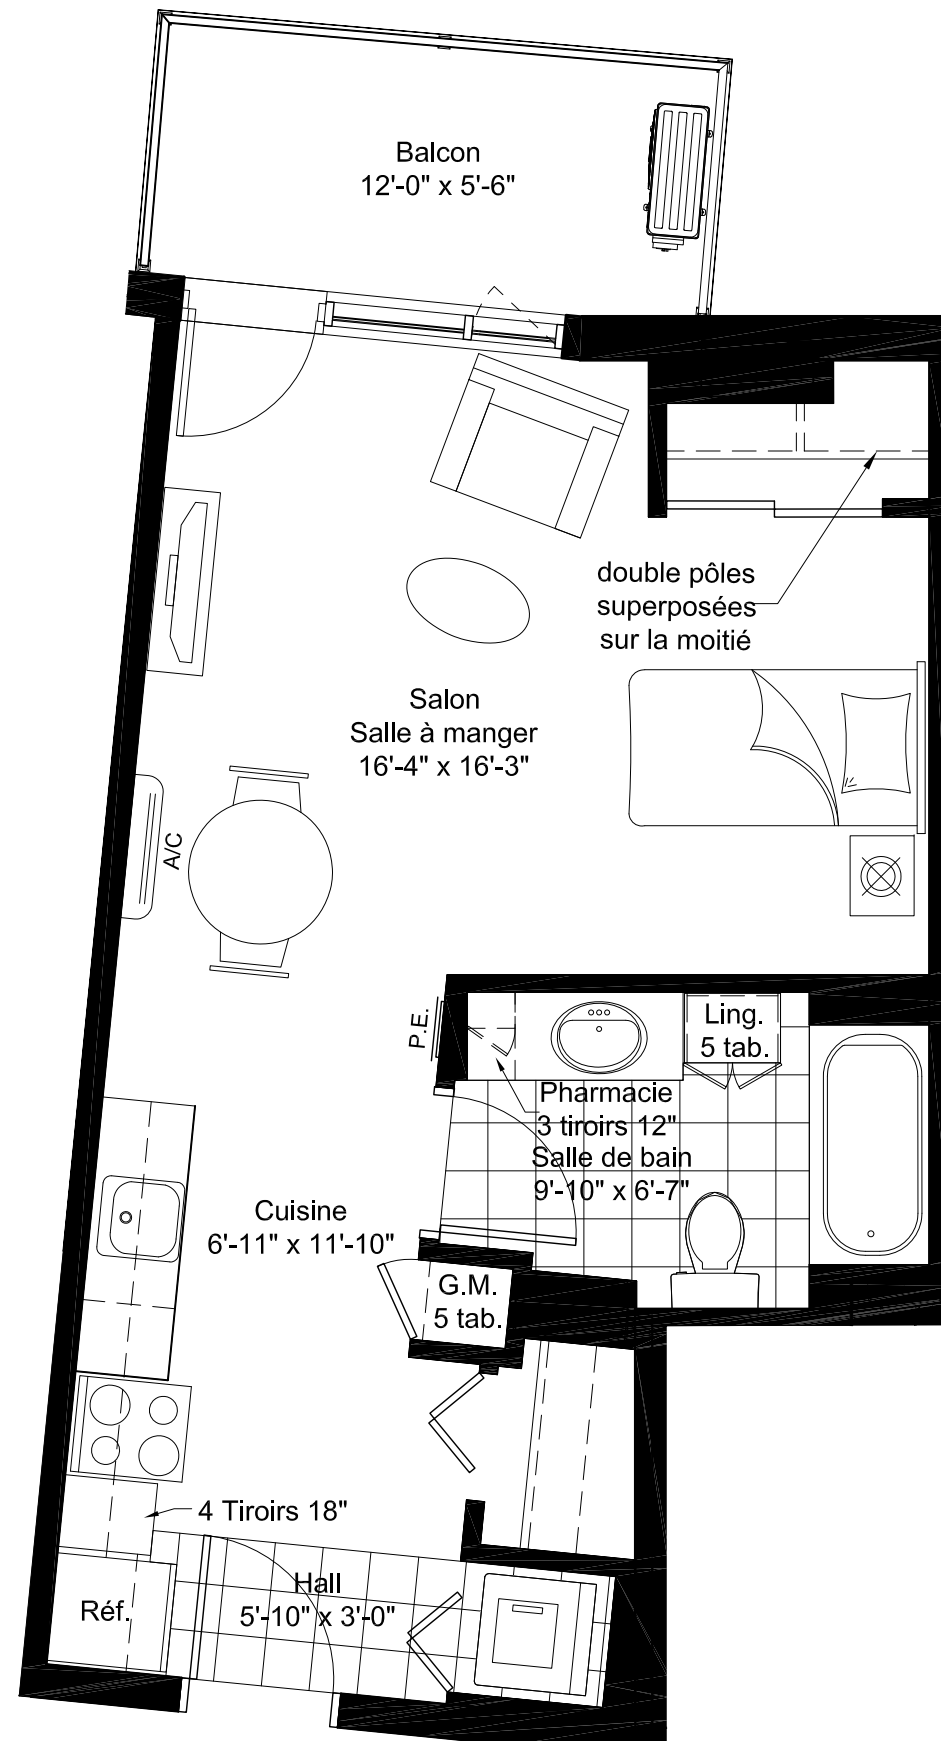 Balcon
12'-0" x 5'-6"
double pôles
superposées
sur la moitié
Salon
Salle à manger
16'-4" x 16'-3"
A/C
P.E.
Ling.
5 tab.
Pharmacie
3 tiroirs 12"
Salle de bain
9'-10" x 6'-7"
Cuisine
6'-11" x 11'-10"
G.M.
5 tab.
4 Tiroirs 18"
Hall
5'-10" x 3'-0"
Réf.